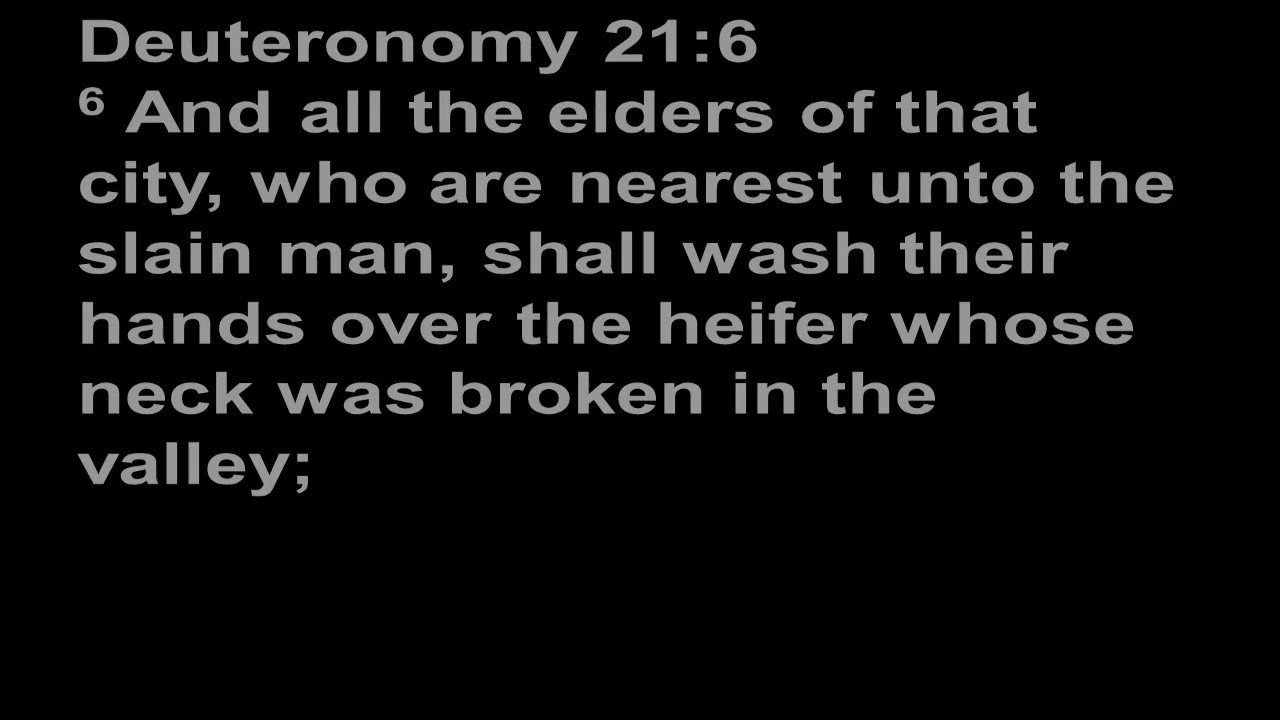 Deuteronomy 21:6
6 And all the elders of that
city, who are nearest unto the
slain man, shall wash their
hands over the heifer whose
neck was broken in the
valley;